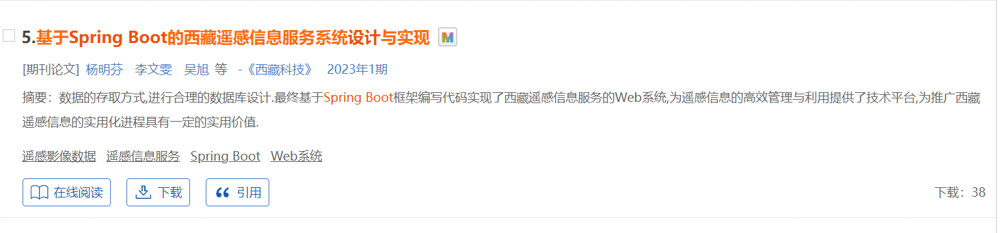 5.基于Spring Boot的西藏遥感信息服务系统设计与实现 M
[期刊论文] 杨明芬 李文雯 吴旭 等 -《西藏科技》 2023年1期
摘要：数据的存取方式,进行合理的数据库设计.最终基于Spring Boot框架编写代码实现了西藏遥感信息服务的Web系统,为遥感信息的高效管理与利用提供了技术平台,为推广西藏
遥感信息的实用化进程具有一定的实用价值.
遥感影像数据 遥感信息服务 Spring Boot Web系统
在线阅读 下载 引用 下载：38